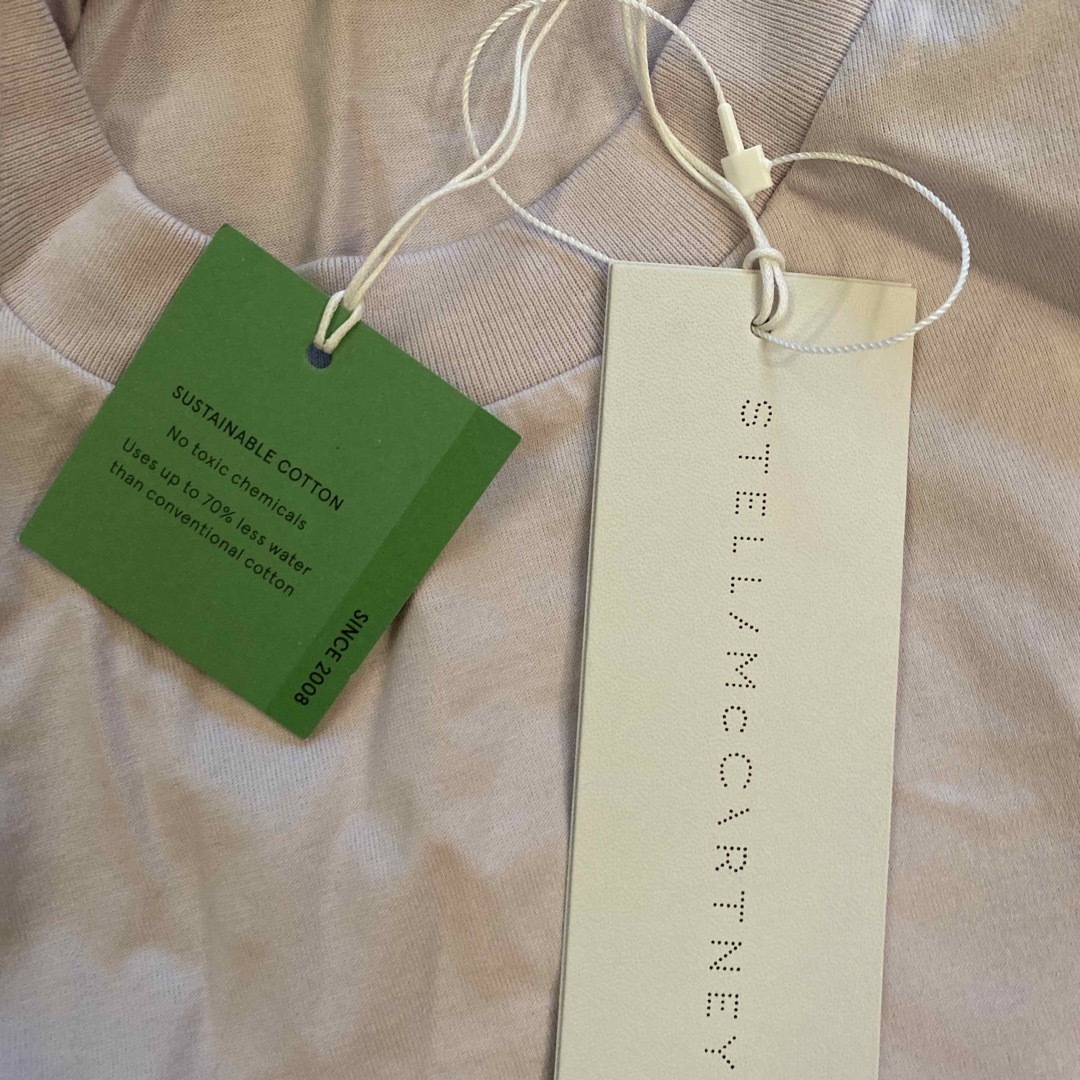 SUSTAINABLE COTTON
No toxic chemicals
Uses up to 70% less water
than conventional cotton
SINCE 2008
STELLAMCCARTNEY